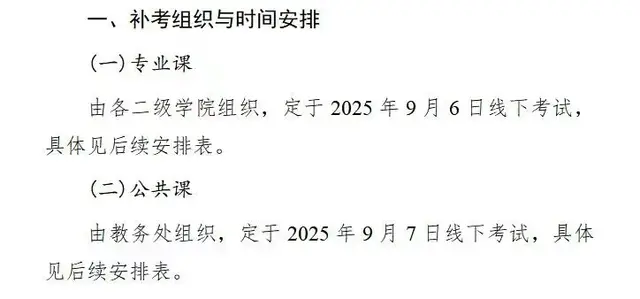 一、补考组织与时间安排
(一)专业课
由各二级学院组织，定于 2025 年 9 月 6 日线下考试，
具体见后续安排表。
(二)公共课
由教务处组织，定于 2025 年 9 月 7 日线下考试，具体
见后续安排表。